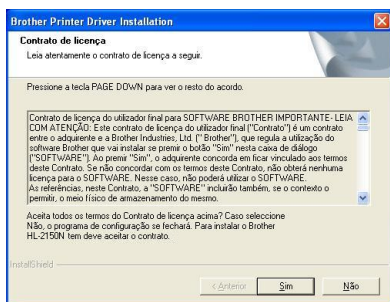 Brother Printer Driver Installation
Contrato de licença
Leia atentamente o contrato de licença a seguir.
Pressione a tecla PAGE DOWN para ver o resto do acordo.
Contrato de licença do utilizador final para SOFTWARE BROTHER IMPORTANTE- LEIA
COM ATENÇÃO: Este contrato de licença do utilizador final ("Contrato") é um contrato
entre o adquirente e a Brother Industries, Ltd. (" Brother"), que regula a utilização do
software Brother que vai instalar se premir o botão "Sim" nesta caixa de diálogo
("SOFTWARE"). Ao premir "Sim", o adquirente concorda em ficar vinculado aos termos
deste Contrato. Se não concordar com os termos deste Contrato, não obterá nenhuma
licença para o SOFTWARE. Nesse caso, não poderá utilizar o SOFTWARE.
As referências, neste Contrato, a "SOFTWARE" incluirão também, se o contexto o
permitir, o meio físico de armazenamento do mesmo.
Aceita todos os termos do Contrato de licença acima? Caso seleccione
Não, o programa de configuração se fechará. Para instalar o Brother
HL-2150N tem deve aceitar o contrato.
InstallShield
< Anterior Sim Não